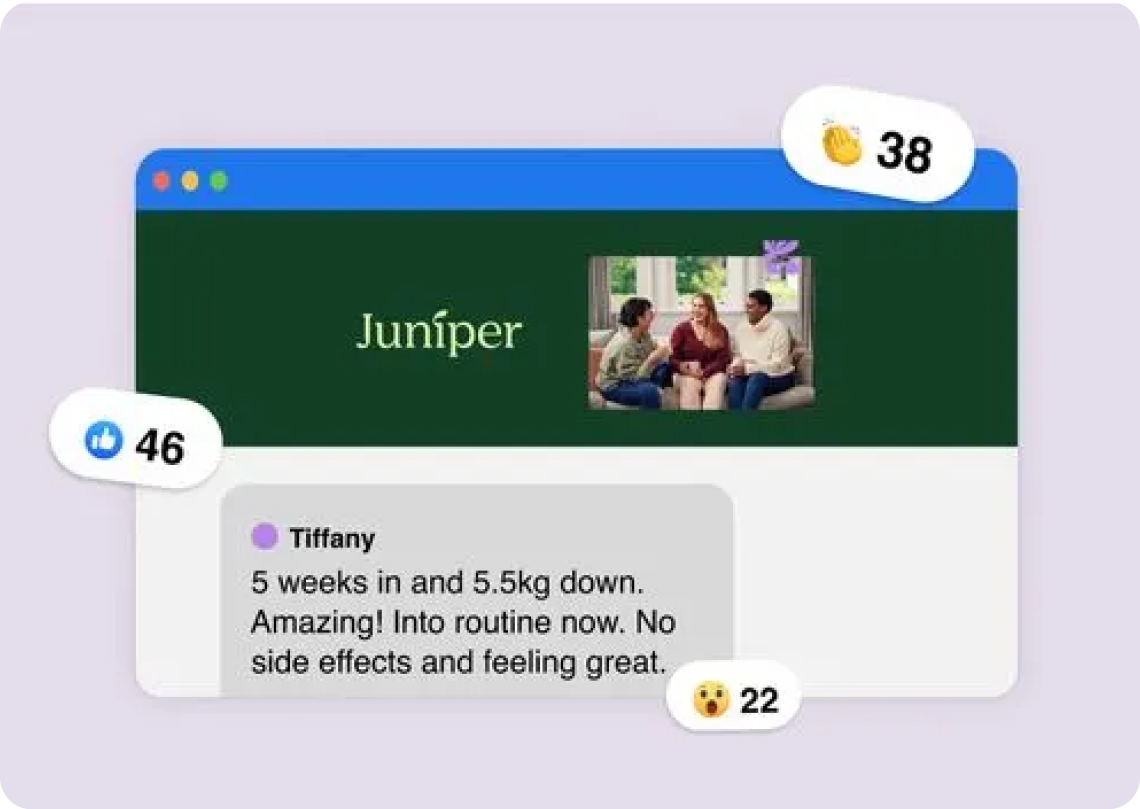 38
Juníper
46
Tiffany
5 weeks in and 5.5kg down.
Amazing! Into routine now. No
side effects and feeling great.
22